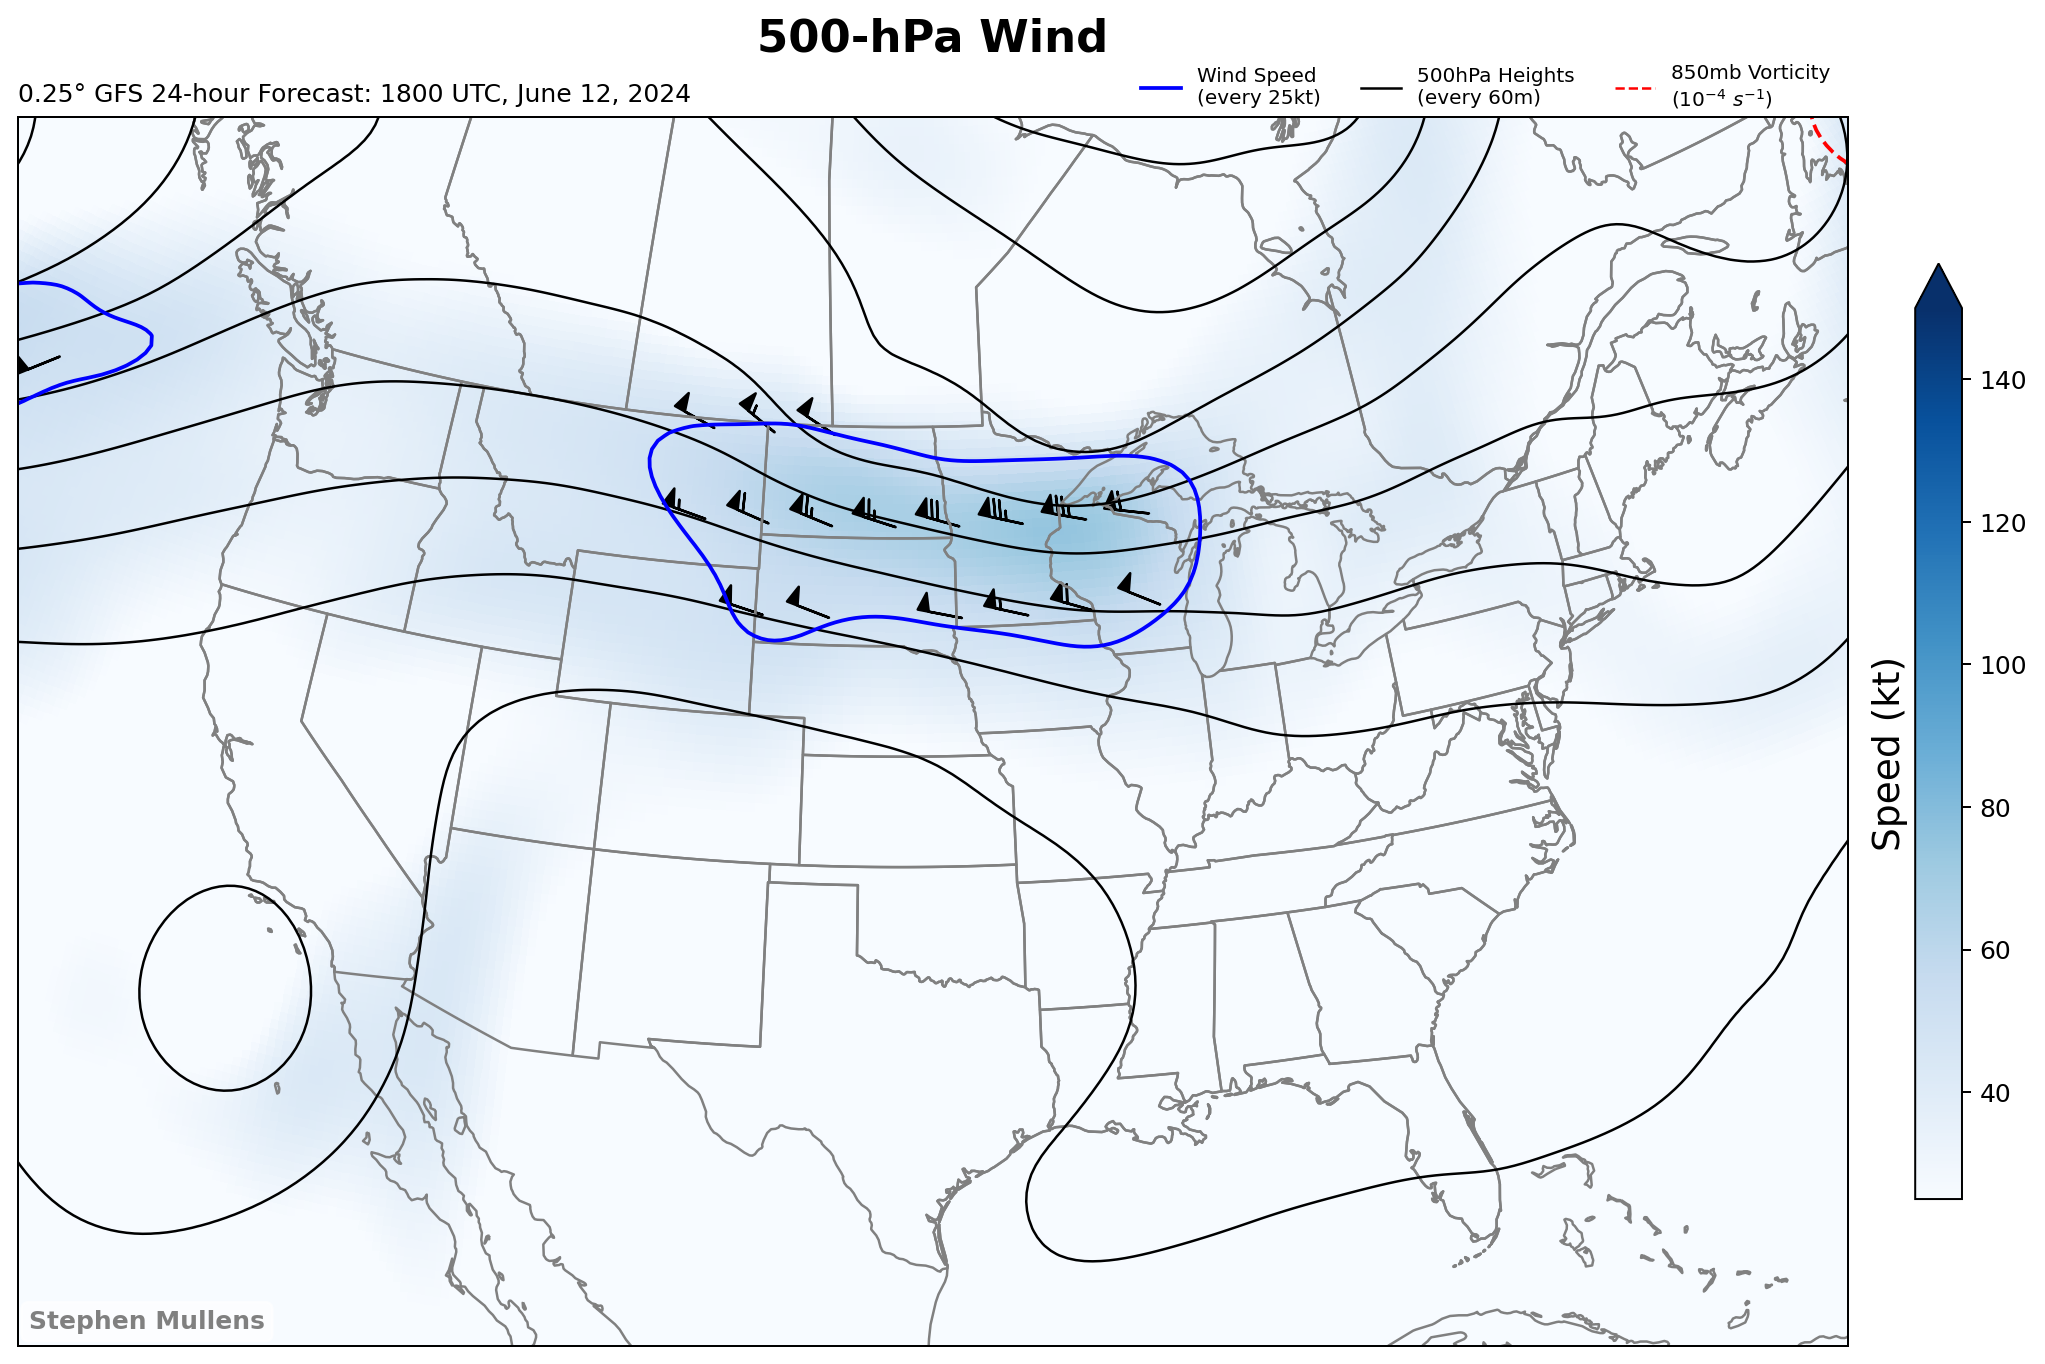 500-hPa Wind
0.25° GFS 24-hour Forecast: 1800 UTC, June 12, 2024
Wind Speed
(every 25kt)
500hPa Heights
(every 60m)
850mb Vorticity
(10⁻⁴ s⁻¹)
140
120
100
80
60
40
Speed (kt)
Stephen Mullens